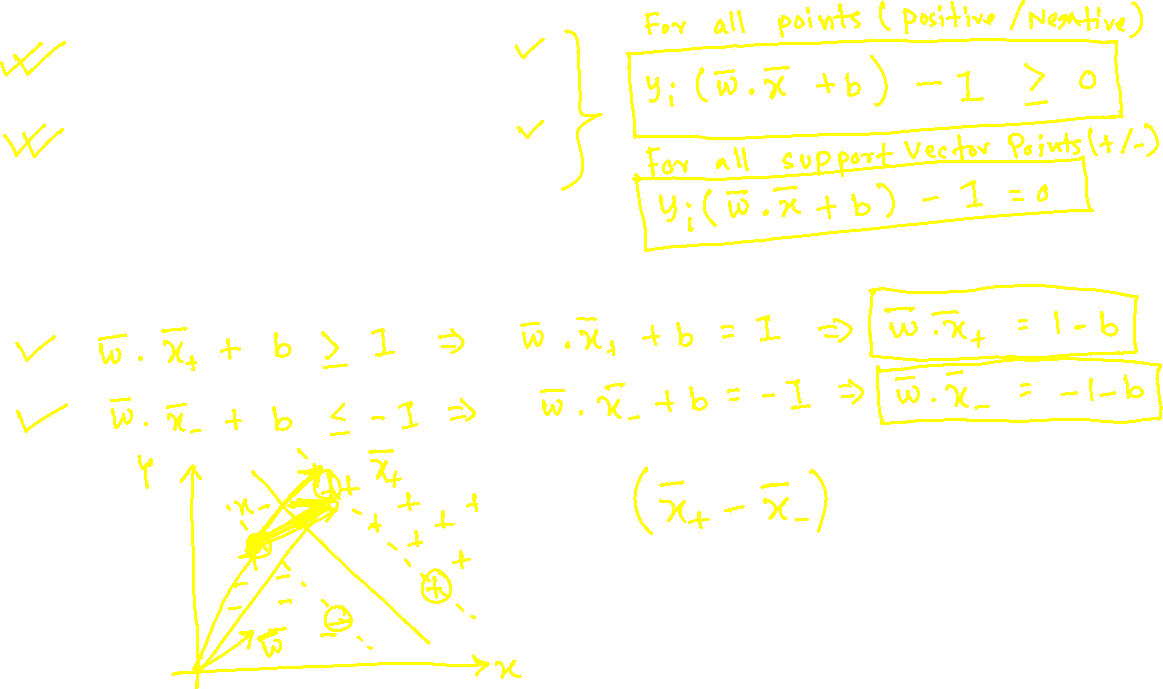 For all points (positive/Negative)
yᵢ(w̅.x̅ + b) - 1 ≥ 0
For all support Vector Points(+/-)
yᵢ(w̅.x̅ + b) - 1 = 0
w̅.x̅₊ + b ≥ 1 ⇒ w̅.x̅₊ + b = 1 ⇒ w̅.x̅₊ = 1 - b
w̅.x̅₋ + b ≤ -1 ⇒ w̅.x̅₋ + b = -1 ⇒ w̅.x̅₋ = -1-b
Y
x̅₊
x₋
(x̅₊ - x̅₋)
w̅
x